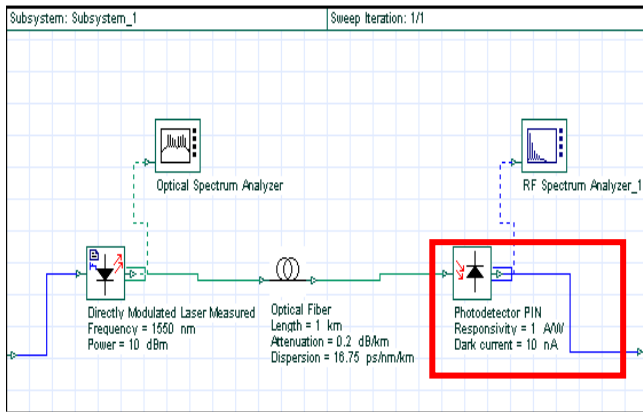 Subsystem: Subsystem_1
Sweep Iteration: 1/1
Optical Spectrum Analyzer
RF Spectrum Analyzer_1
Directly Modulated Laser Measured
Frequency = 1550 nm
Power = 10 dBm
Optical Fiber
Length = 1 km
Attenuation = 0.2 dB/km
Dispersion = 16.75 ps/nm/km
Photodetector PIN
Responsivity = 1 A/W
Dark current = 10 nA